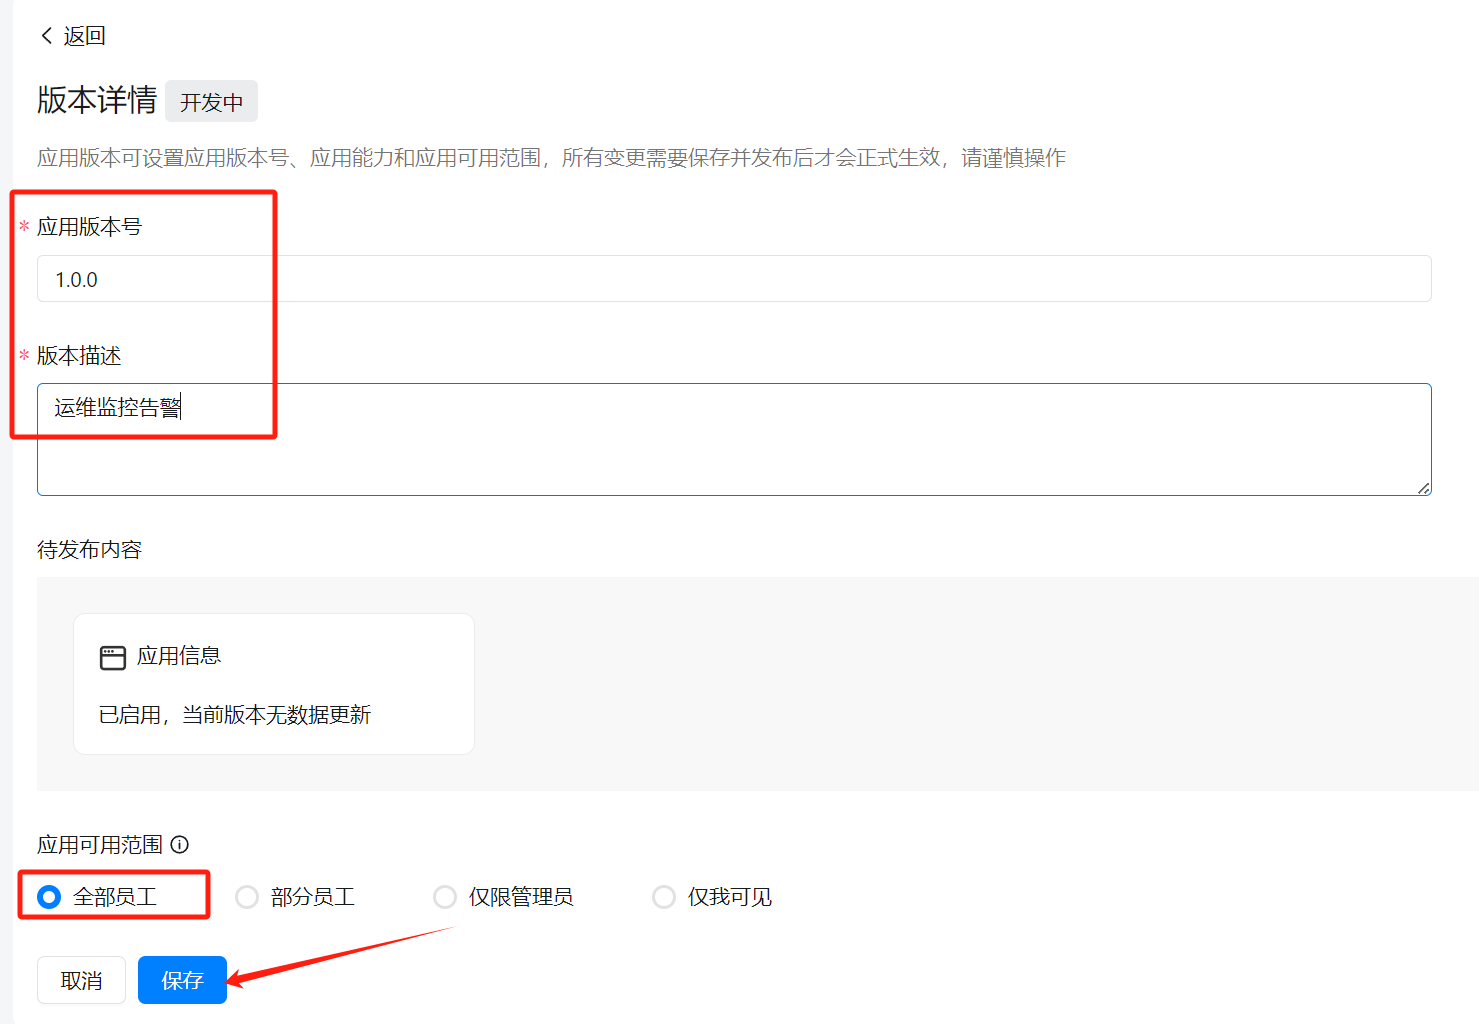 返回
版本详情 开发中
应用版本可设置应用版本号、应用能力和应用可用范围，所有变更需要保存并发布后才会正式生效，请谨慎操作
* 应用版本号
1.0.0
* 版本描述
运维监控告警
待发布内容
应用信息
已启用，当前版本无数据更新
应用可用范围
全部员工 部分员工 仅限管理员 仅我可见
取消 保存